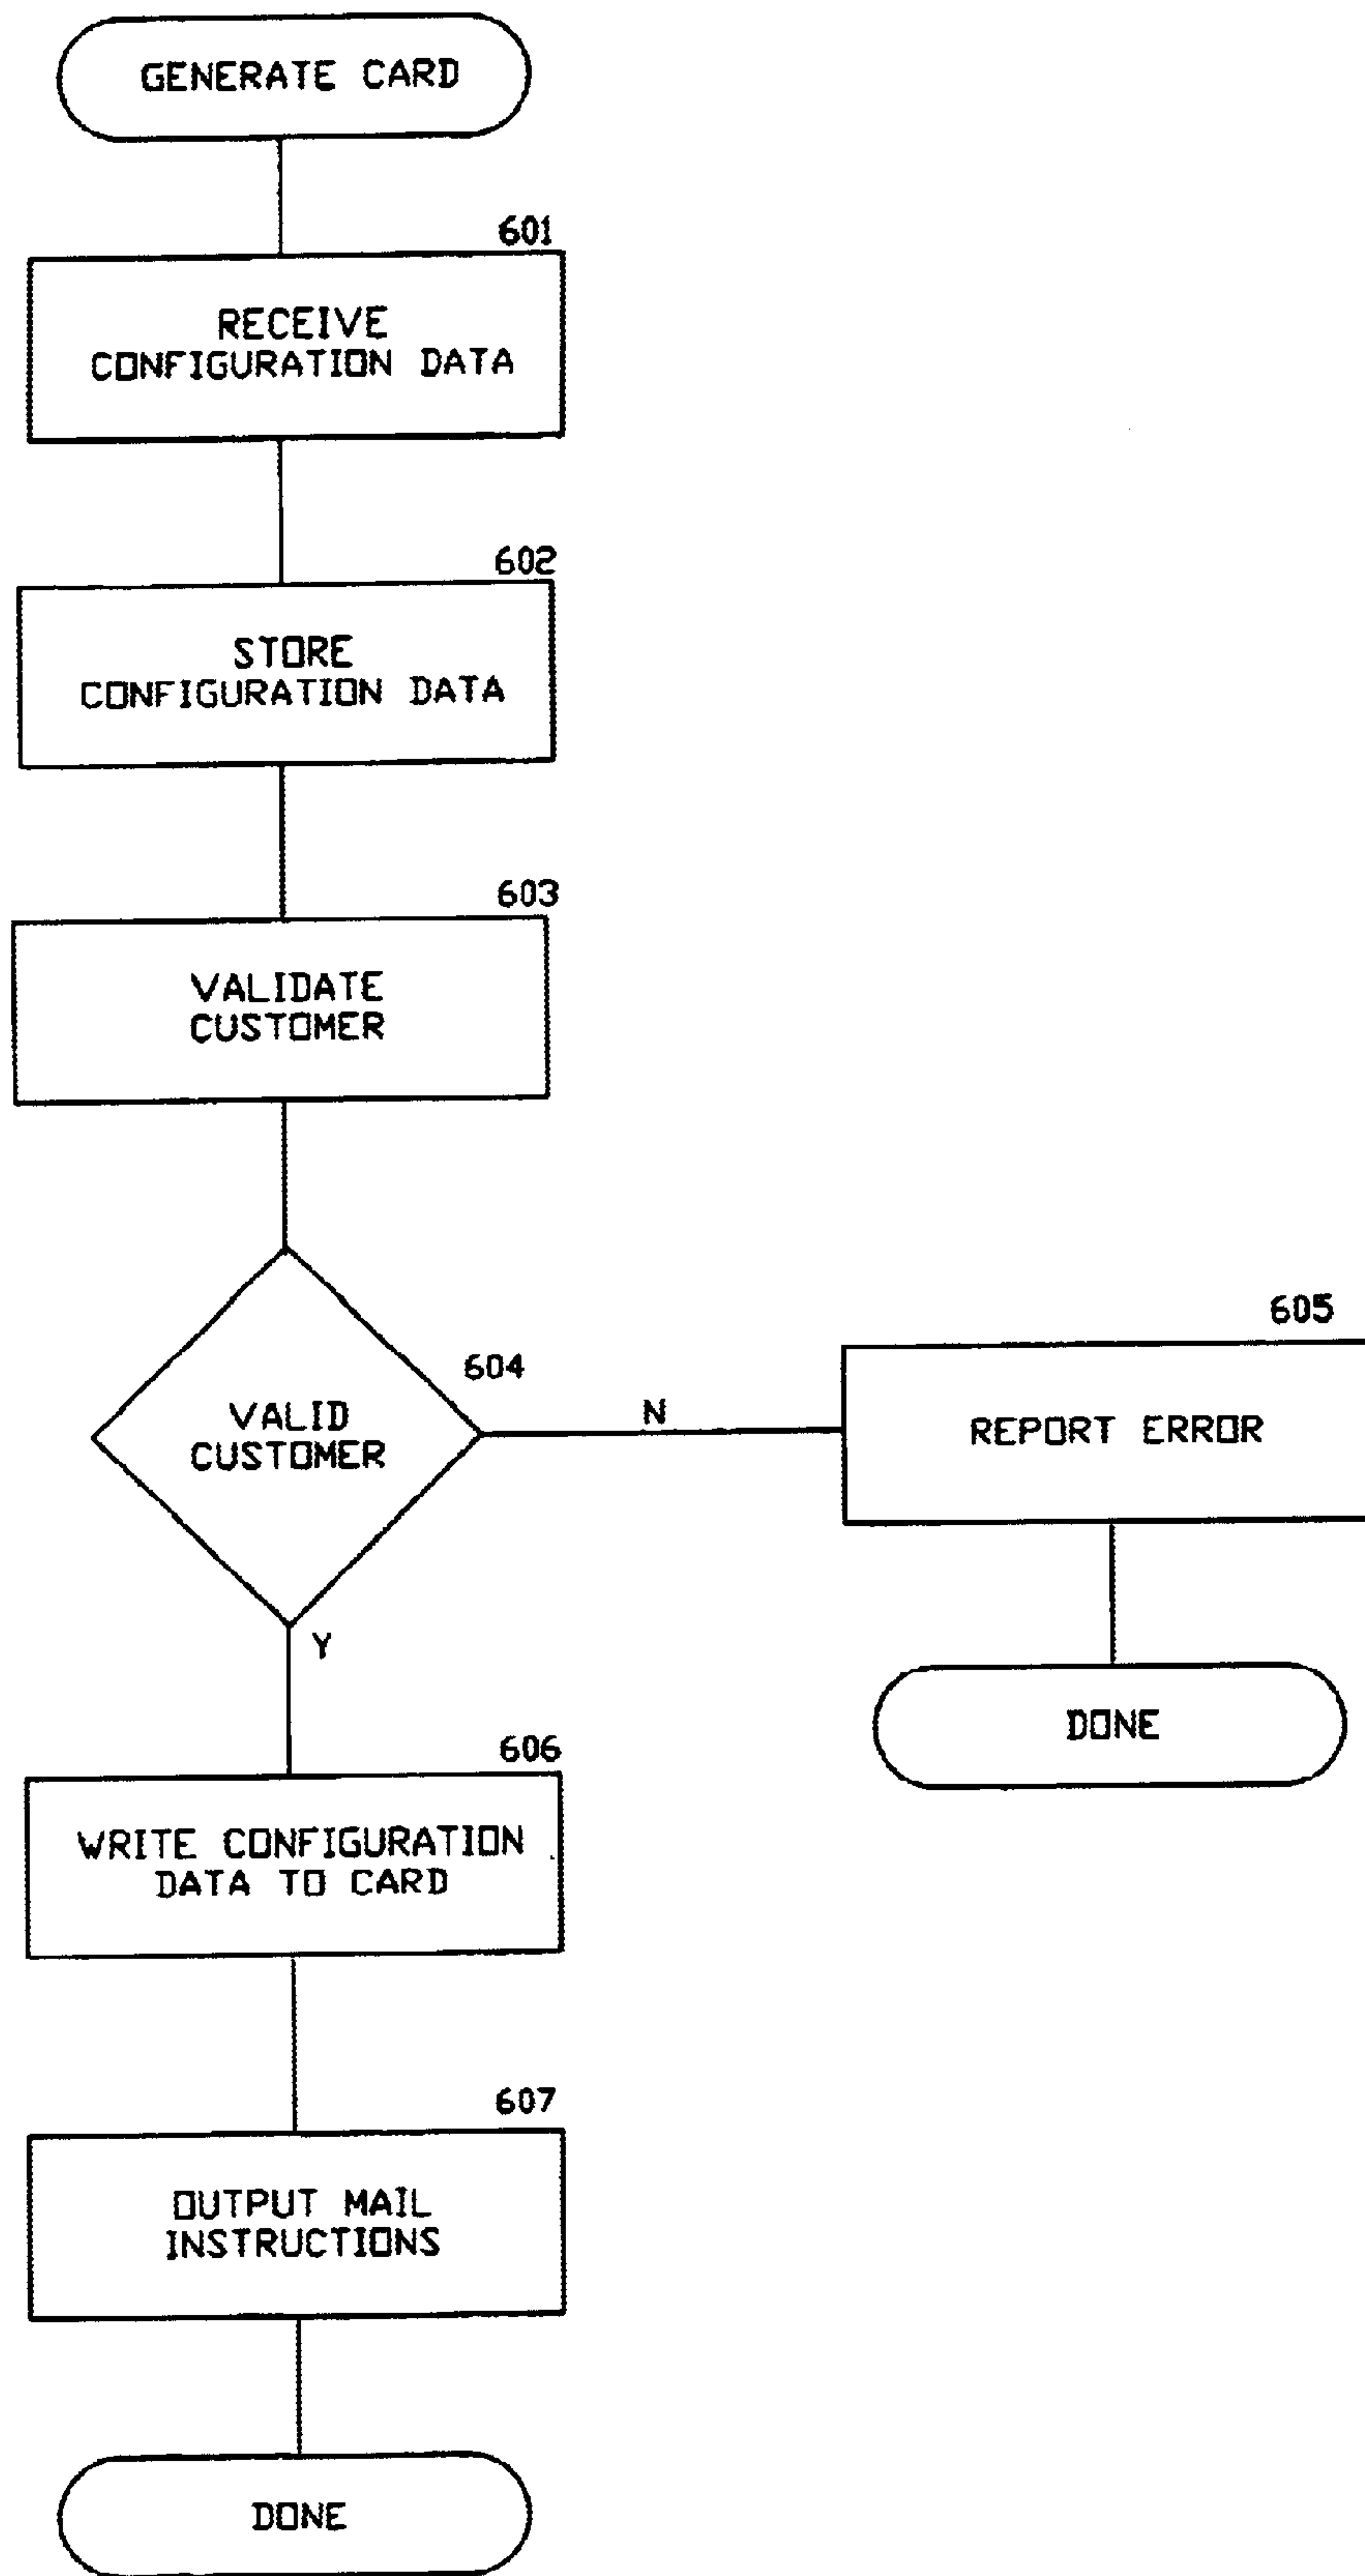 GENERATE CARD
601
RECEIVE
CONFIGURATION DATA
602
STORE
CONFIGURATION DATA
603
VALIDATE
CUSTOMER
604
VALID
CUSTOMER
N
605
REPORT ERROR
DONE
Y
606
WRITE CONFIGURATION
DATA TO CARD
607
OUTPUT MAIL
INSTRUCTIONS
DONE